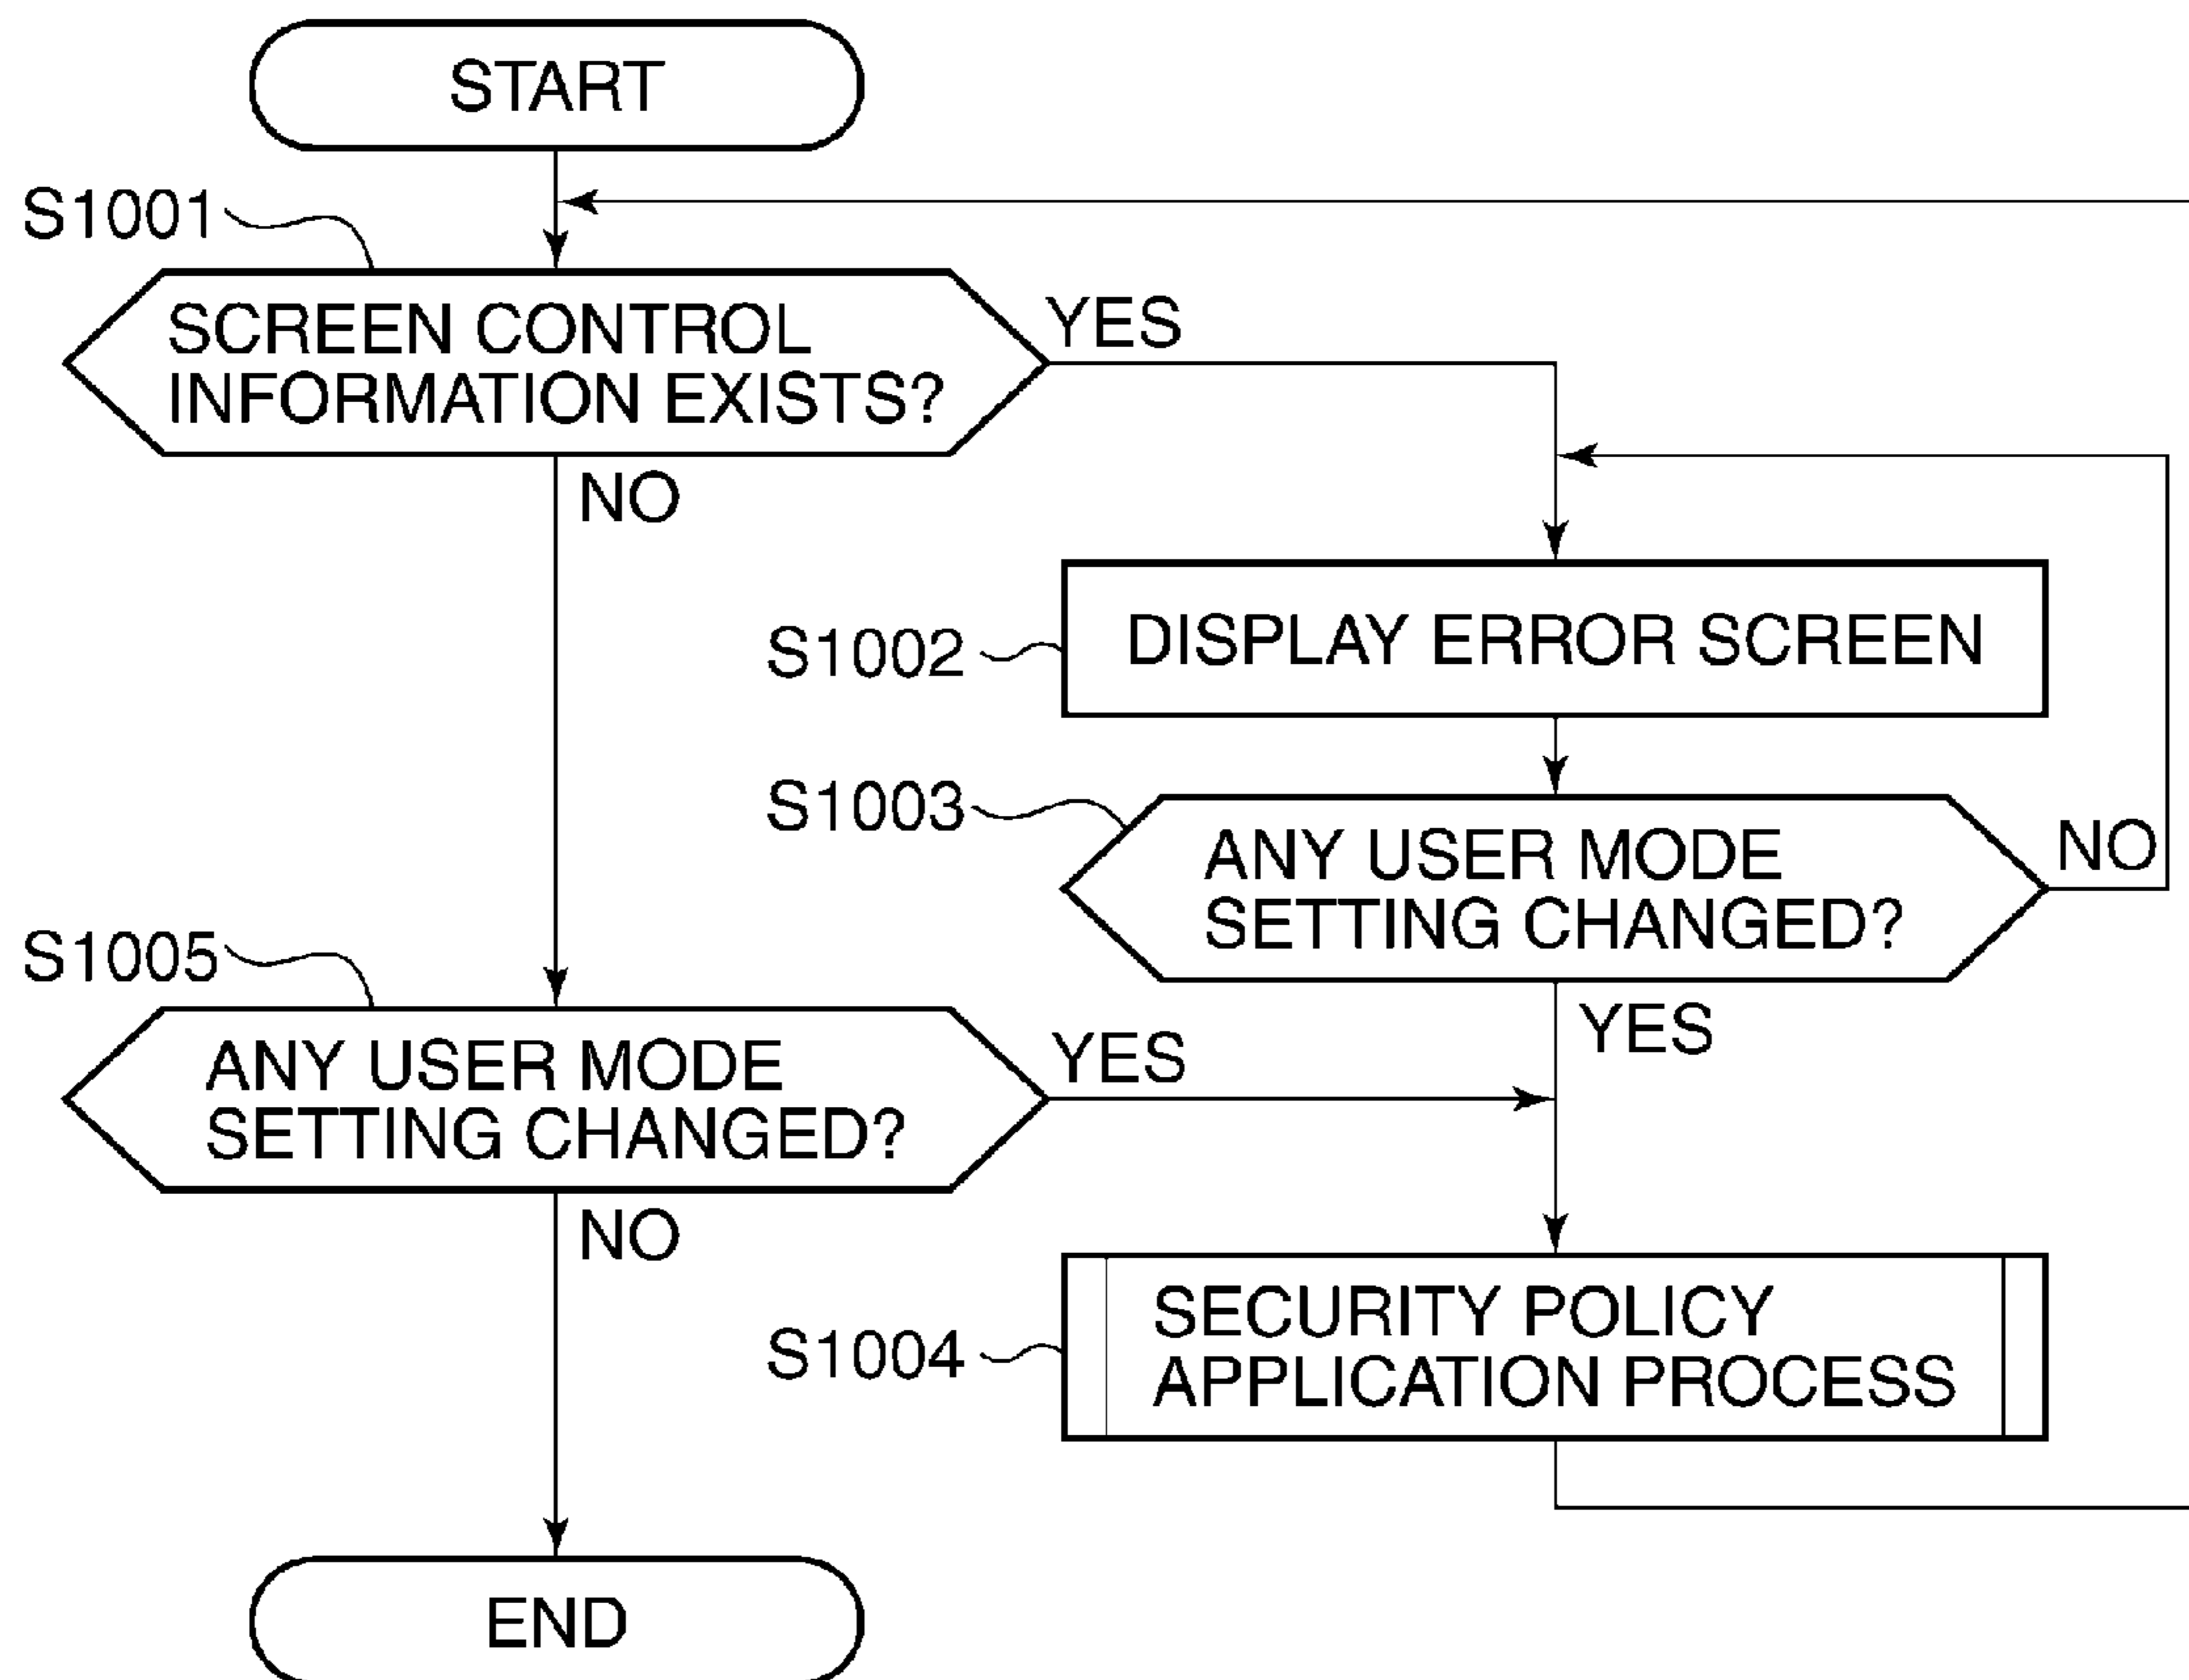 START
S1001
SCREEN CONTROL
INFORMATION EXISTS?
YES
NO
S1002
DISPLAY ERROR SCREEN
S1003
ANY USER MODE
SETTING CHANGED?
NO
YES
S1005
ANY USER MODE
SETTING CHANGED?
YES
NO
S1004
SECURITY POLICY
APPLICATION PROCESS
END